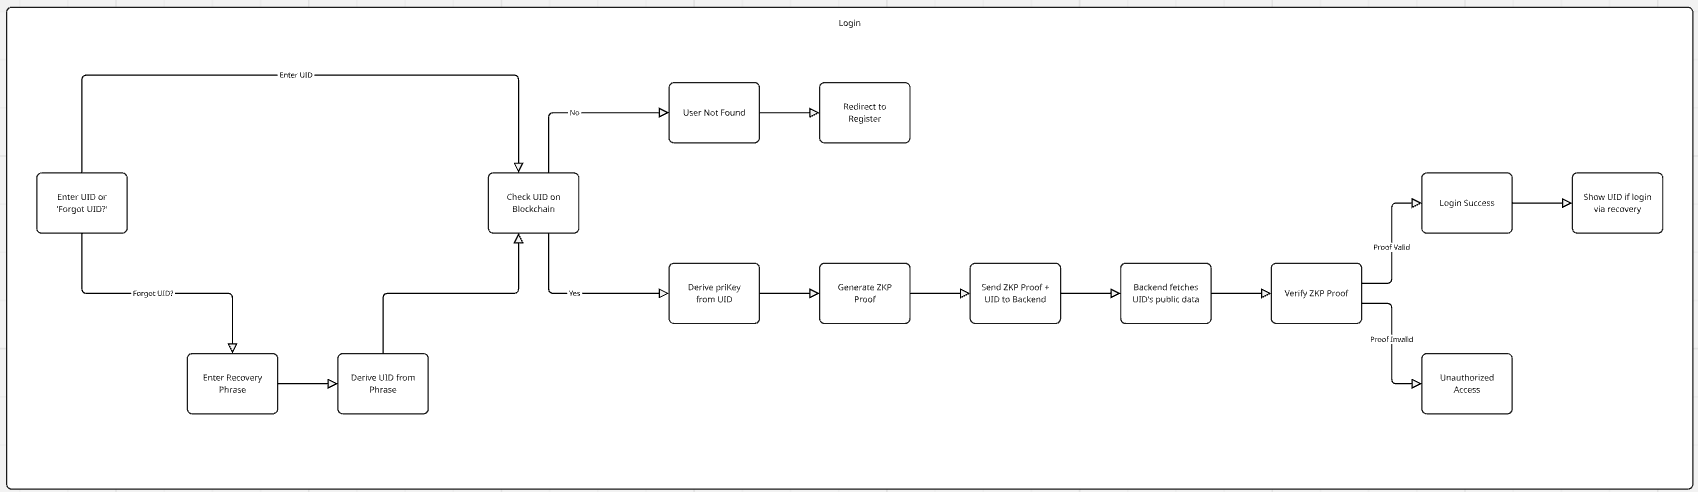 Login
Enter UID
Enter UID or
'Forgot UID?'
Forgot UID?
Enter Recovery
Phrase
Derive UID from
Phrase
Check UID on
Blockchain
No
User Not Found
Redirect to
Register
Yes
Derive priKey
from UID
Generate ZKP
Proof
Send ZKP Proof +
UID to Backend
Backend fetches
UID's public data
Verify ZKP Proof
Proof Valid
Login Success
Show UID if login
via recovery
Proof Invalid
Unauthorized
Access